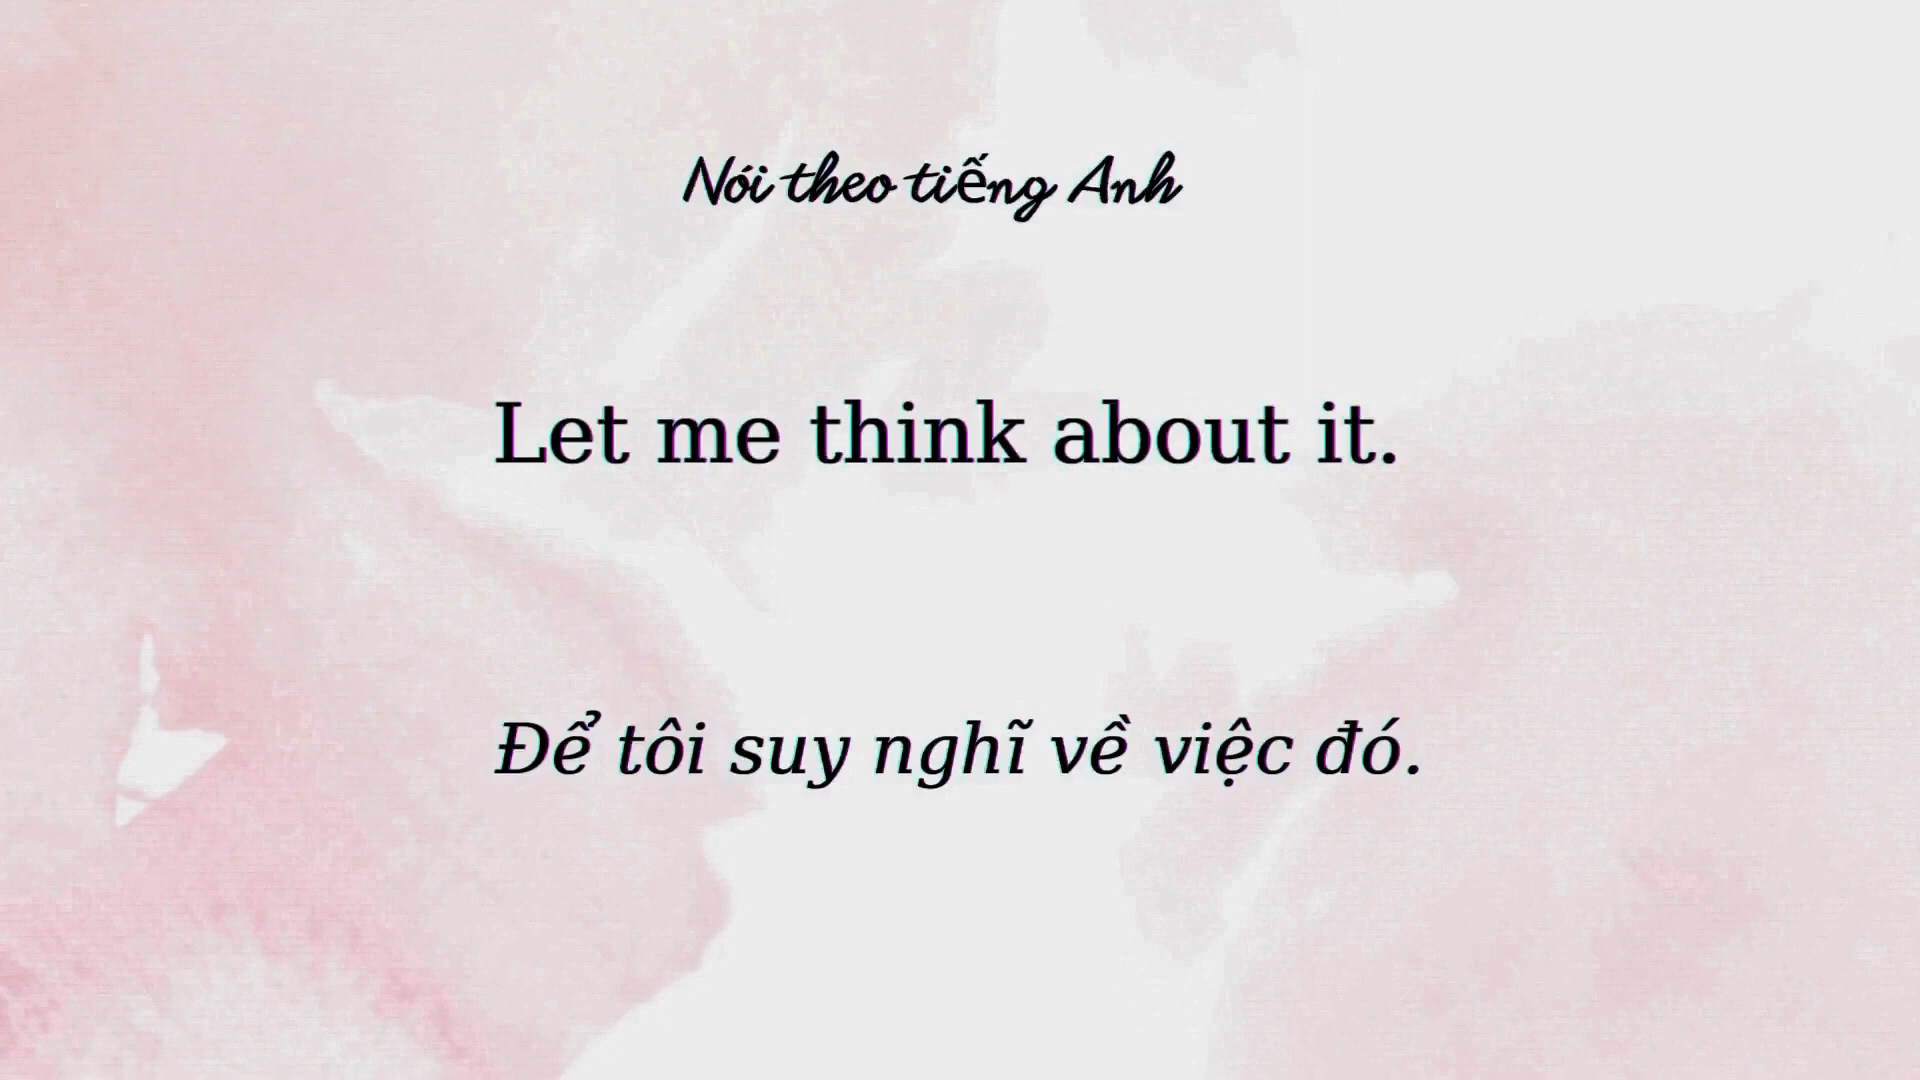 Nói theo tiếng Anh
Let me think about it.
Để tôi suy nghĩ về việc đó.